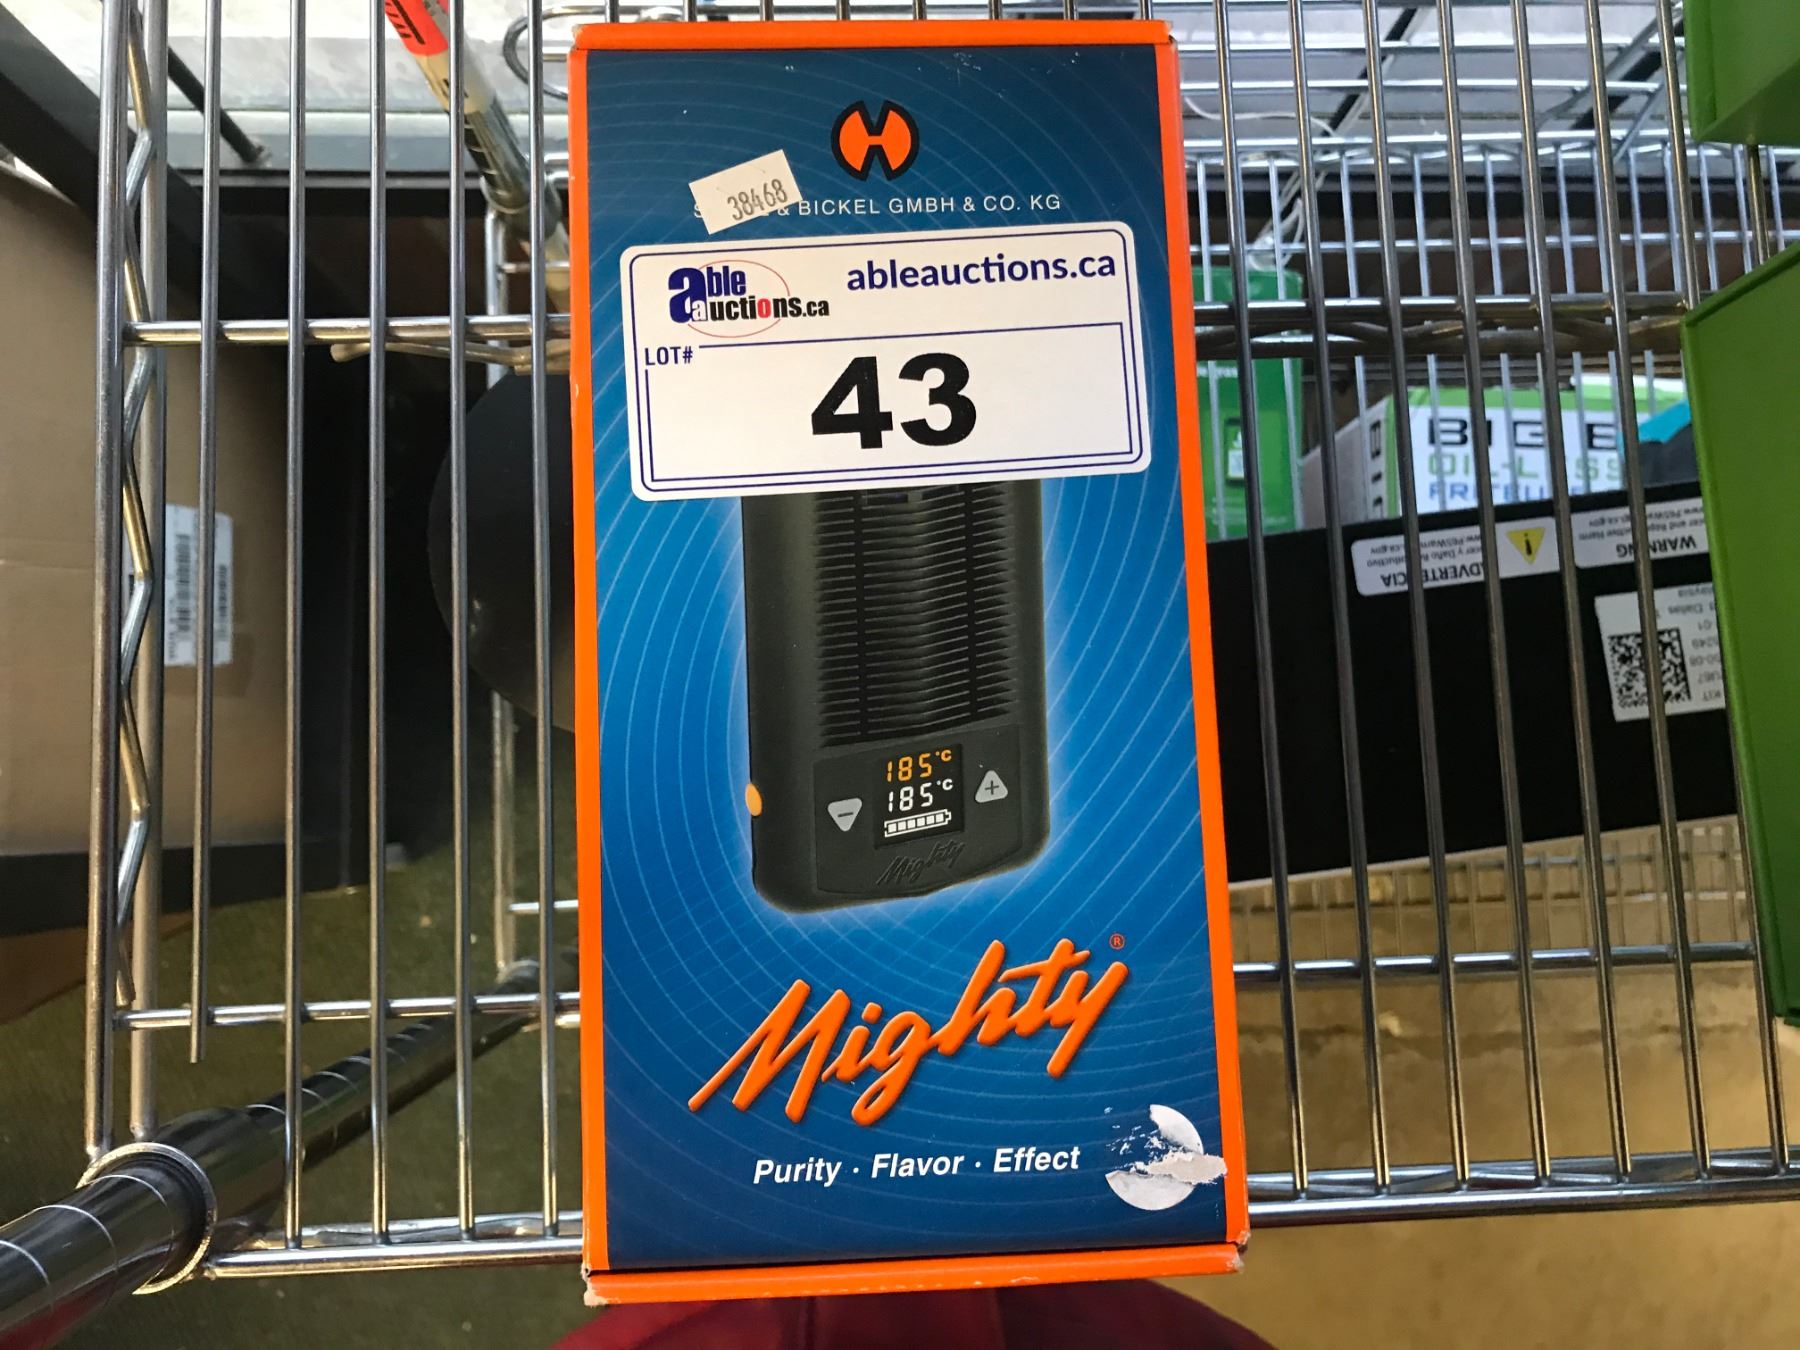 38468
& BICKEL GMBH & CO. KG
able auctions.ca
ableauctions.ca
LOT#
43
185°C
185°C
Mighty
Mighty®
Purity · Flavor · Effect
BIG B
WARNING